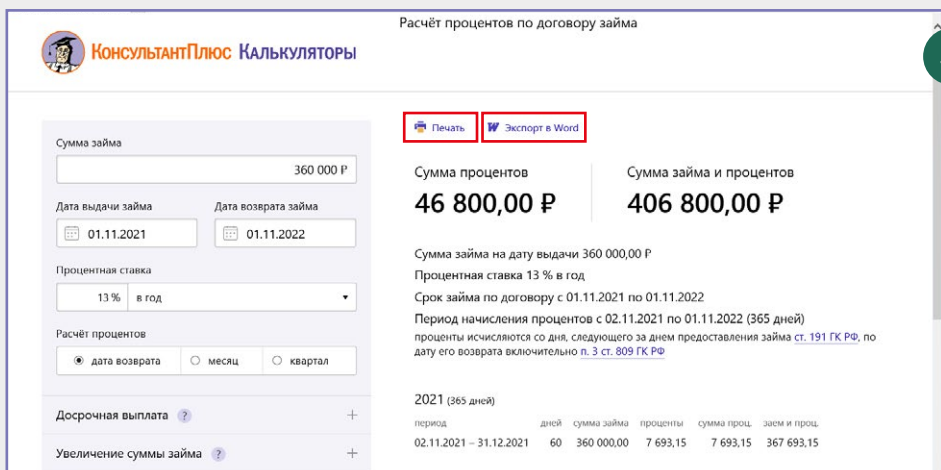 Расчёт процентов по договору займа
КонсультантПлюс Калькуляторы
Сумма займа
360 000 ₽
Дата выдачи займа Дата возврата займа
01.11.2021 01.11.2022
Процентная ставка
13 % в год
Расчёт процентов
дата возврата месяц квартал
Досрочная выплата ?
Увеличение суммы займа ?
Печать Экспорт в Word
Сумма процентов Сумма займа и процентов
46 800,00 ₽ 406 800,00 ₽
Сумма займа на дату выдачи 360 000,00 ₽
Процентная ставка 13 % в год
Срок займа по договору с 01.11.2021 по 01.11.2022
Период начисления процентов с 02.11.2021 по 01.11.2022 (365 дней)
проценты исчисляются со дня, следующего за днем предоставления займа ст. 191 ГК РФ, по
дату его возврата включительно п. 3 ст. 809 ГК РФ
2021 (365 дней)
период дней сумма займа проценты сумма проц. заем и проц.
02.11.2021 – 31.12.2021 60 360 000,00 7 693,15 7 693,15 367 693,15